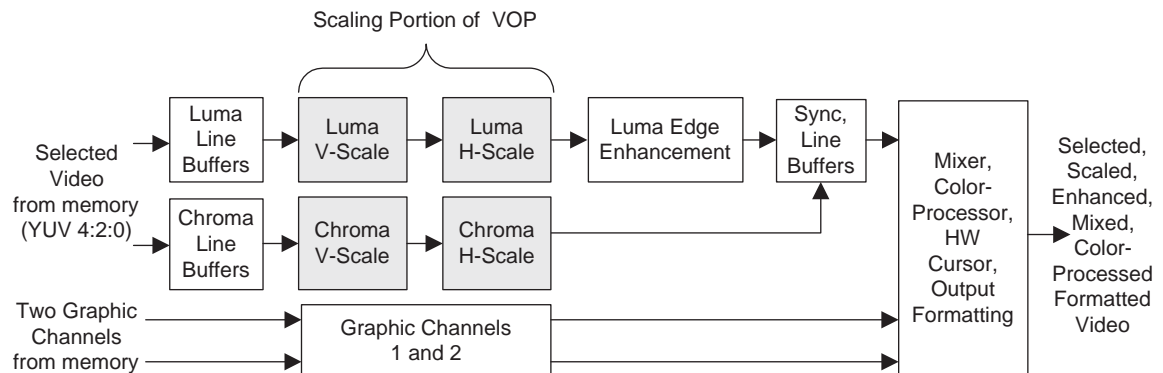 Scaling Portion of VOP
Selected
Video
from memory
(YUV 4:2:0)
Luma
Line
Buffers
Luma
V-Scale
Luma
H-Scale
Luma Edge
Enhancement
Sync,
Line
Buffers
Chroma
Line
Buffers
Chroma
V-Scale
Chroma
H-Scale
Two Graphic
Channels
from memory
Graphic Channels
1 and 2
Mixer,
Color-
Processor,
HW
Cursor,
Output
Formatting
Selected,
Scaled,
Enhanced,
Mixed,
Color-
Processed
Formatted
Video